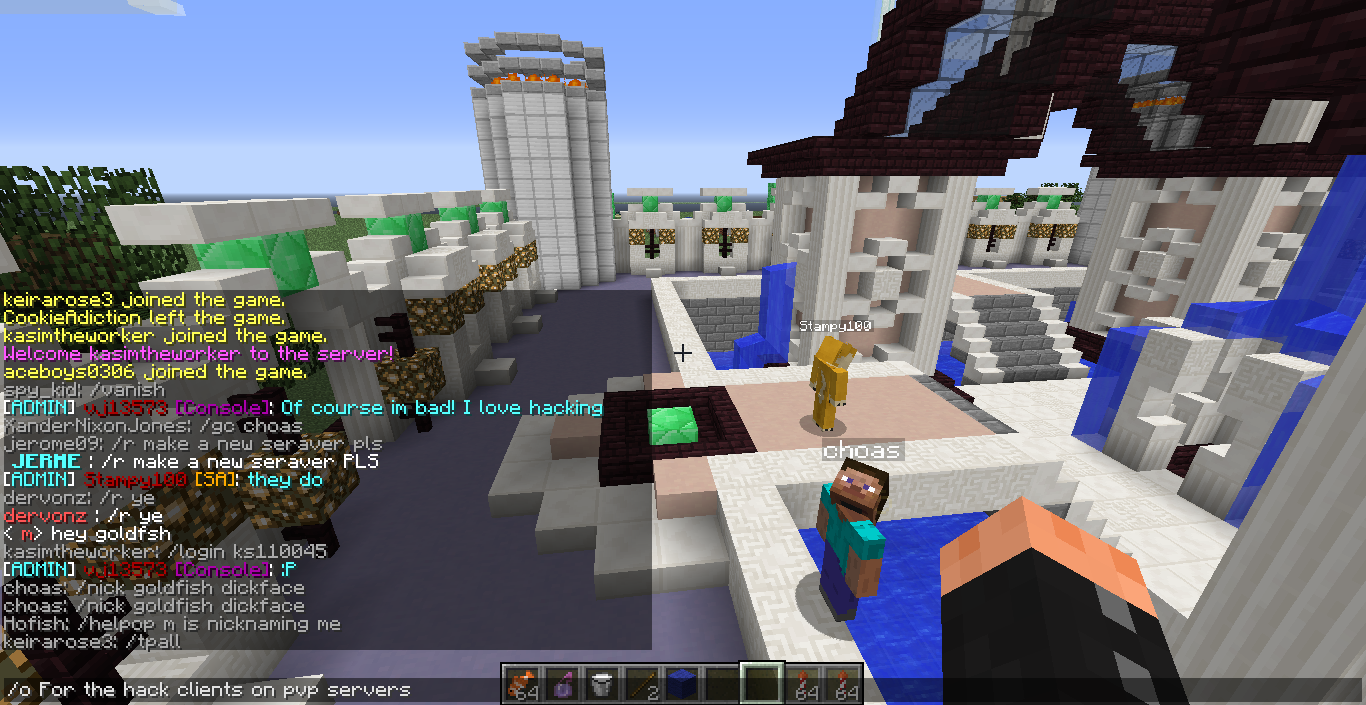 Stampy100
choas
keirarose3 joined the game.
CookieAdiction left the game.
kasimtheworker joined the game.
Welcome kasimtheworker to the server!
aceboys0306 joined the game.
spy_kid: /vanish
[ADMIN] vj13573 [Console]: Of course im bad! I love hacking
XanderNixonJones: /gc choas
jerome09: /r make a new seraver pls
JERME : /r make a new seraver PLS
[ADMIN] Stampy100 [SA]: they do
dervonz: /r ye
dervonz : /r ye
< m> hey goldfsh
kasimtheworker: /login ks110045
[ADMIN] vj13573 [Console]: :P
choas: /nick goldfish dickface
choas: /nick goldfish dickface
Hofish: /helpop m is nicknaming me
keirarose3: /tpall
/o For the hack clients on pvp servers
64
2
64
64